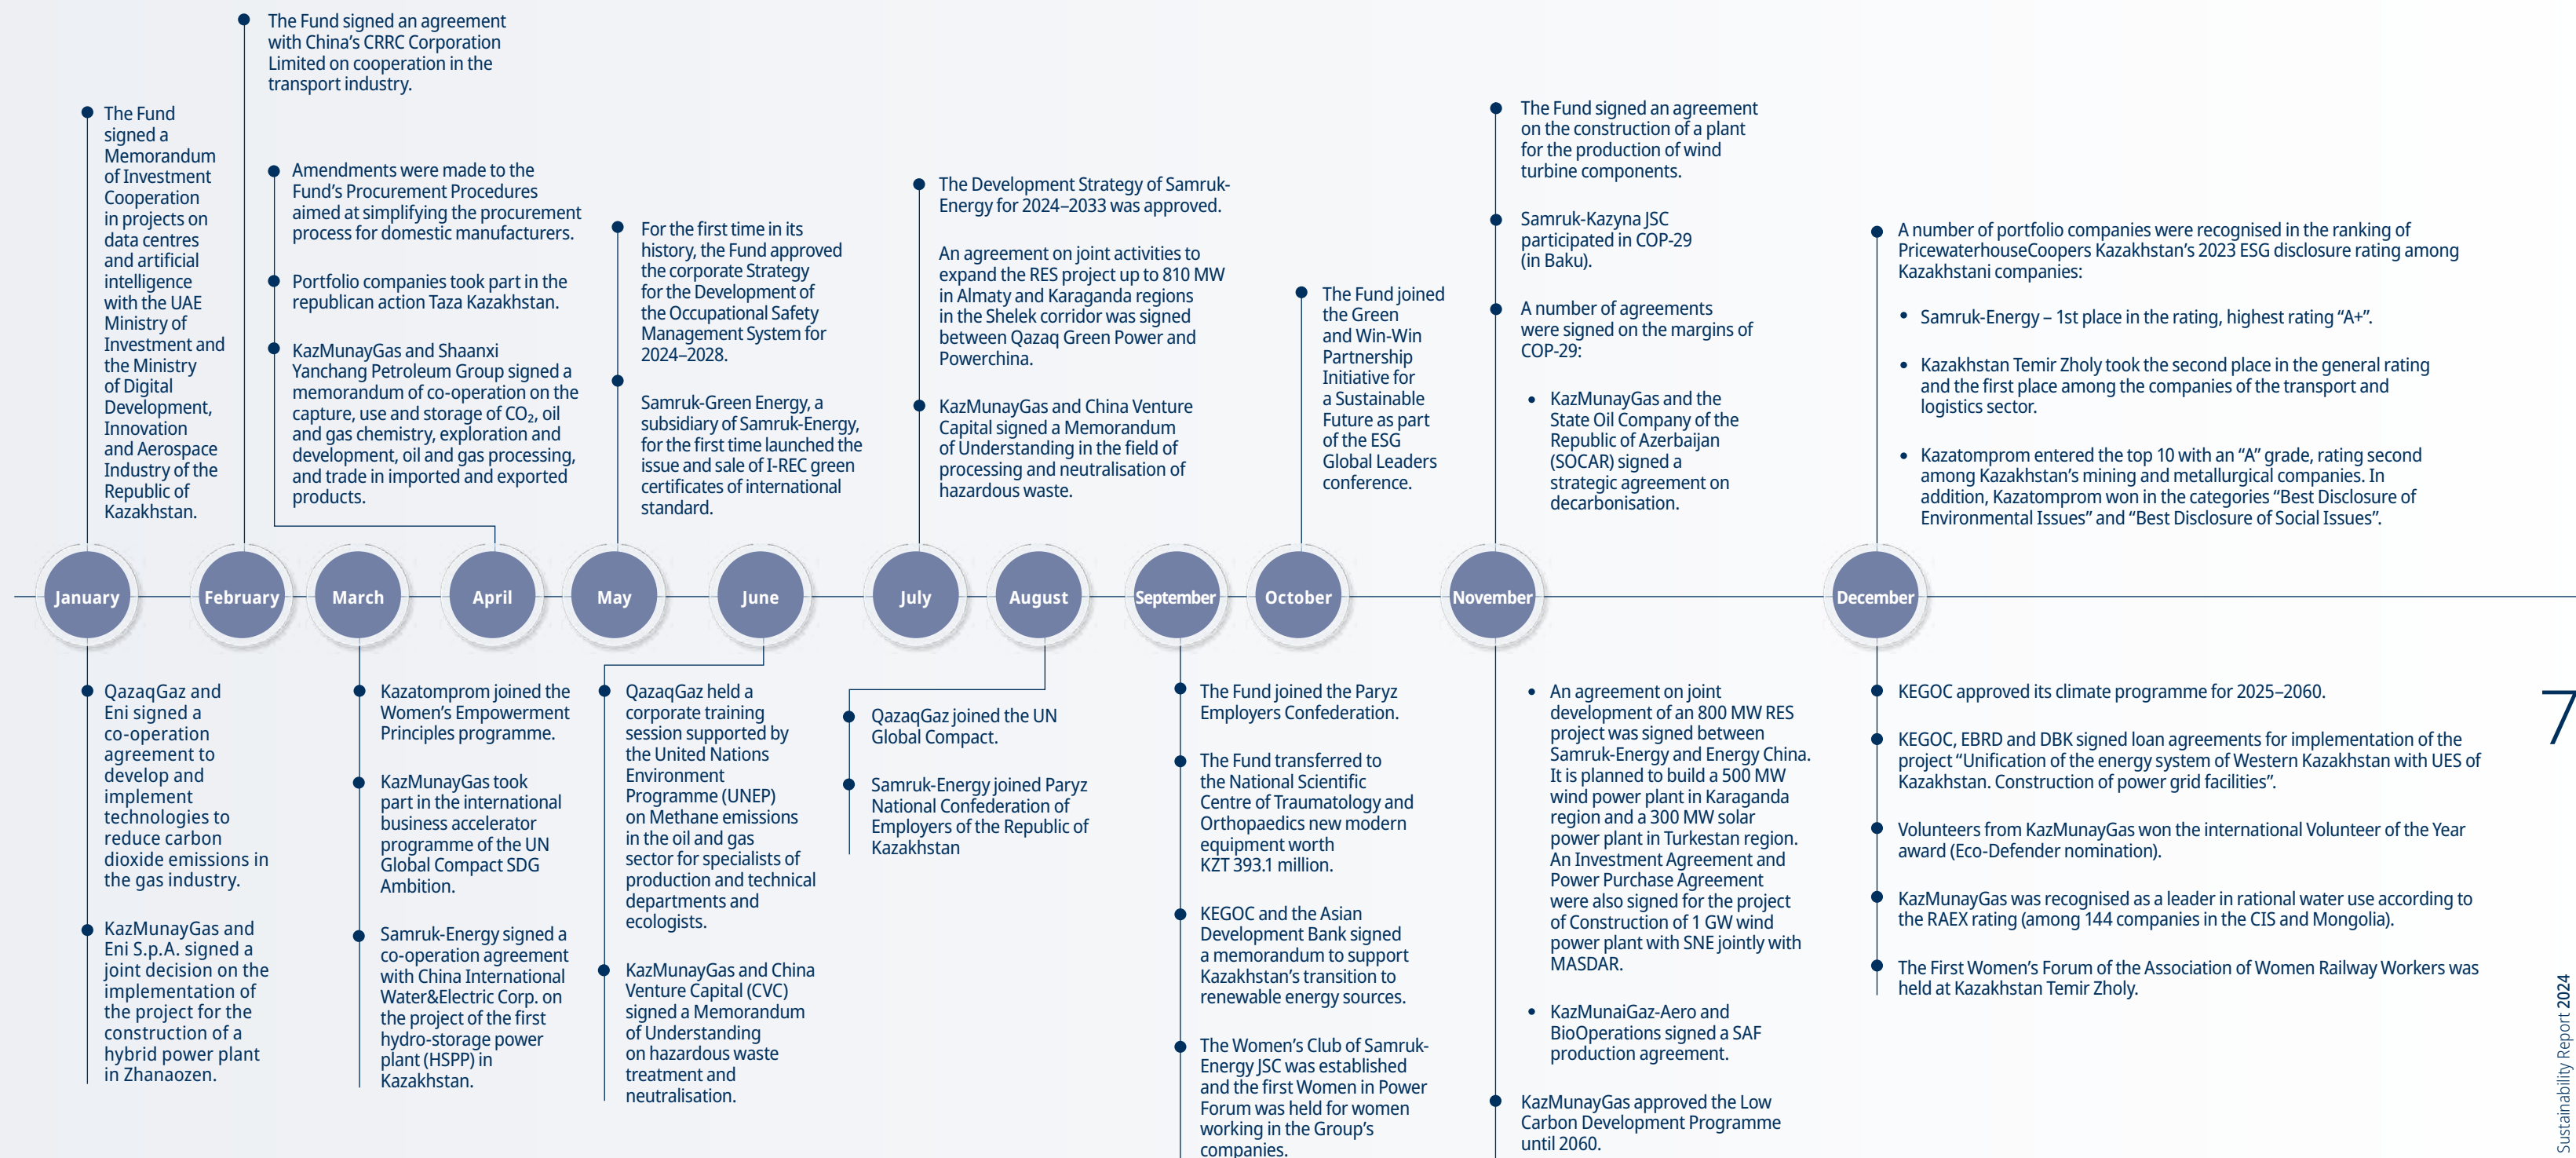 The Fund signed an agreement
with China's CRRC Corporation
Limited on cooperation in the
transport industry.
The Fund
signed a
Memorandum
of Investment
Cooperation
in projects on
data centres
and artificial
intelligence
with the UAE
Ministry of
Investment and
the Ministry
of Digital
Development,
Innovation
and Aerospace
Industry of the
Republic of
Kazakhstan.
Amendments were made to the
Fund's Procurement Procedures
aimed at simplifying the procurement
process for domestic manufacturers.
Portfolio companies took part in the
republican action Taza Kazakhstan.
KazMunayGas and Shaanxi
Yanchang Petroleum Group signed a
memorandum of co-operation on the
capture, use and storage of CO₂, oil
and gas chemistry, exploration and
development, oil and gas processing,
and trade in imported and exported
products.
For the first time in its
history, the Fund approved
the corporate Strategy
for the Development of
the Occupational Safety
Management System for
2024–2028.
Samruk-Green Energy, a
subsidiary of Samruk-Energy,
for the first time launched the
issue and sale of I-REC green
certificates of international
standard.
The Development Strategy of Samruk-
Energy for 2024–2033 was approved.
An agreement on joint activities to
expand the RES project up to 810 MW
in Almaty and Karaganda regions
in the Shelek corridor was signed
between Qazaq Green Power and
Powerchina.
KazMunayGas and China Venture
Capital signed a Memorandum
of Understanding in the field of
processing and neutralisation of
hazardous waste.
The Fund joined
the Green
and Win-Win
Partnership
Initiative for
a Sustainable
Future as part
of the ESG
Global Leaders
conference.
The Fund signed an agreement
on the construction of a plant
for the production of wind
turbine components.
Samruk-Kazyna JSC
participated in COP-29
(in Baku).
A number of agreements
were signed on the margins of
COP-29:
• KazMunayGas and the
State Oil Company of the
Republic of Azerbaijan
(SOCAR) signed a
strategic agreement on
decarbonisation.
A number of portfolio companies were recognised in the ranking of
PricewaterhouseCoopers Kazakhstan's 2023 ESG disclosure rating among
Kazakhstani companies:
• Samruk-Energy – 1st place in the rating, highest rating “A+”.
• Kazakhstan Temir Zholy took the second place in the general rating
and the first place among the companies of the transport and
logistics sector.
• Kazatomprom entered the top 10 with an “A” grade, rating second
among Kazakhstan's mining and metallurgical companies. In
addition, Kazatomprom won in the categories “Best Disclosure of
Environmental Issues” and “Best Disclosure of Social Issues”.
January
February
March
April
May
June
July
August
September
October
November
December
QazaqGaz and
Eni signed a
co-operation
agreement to
develop and
implement
technologies to
reduce carbon
dioxide emissions in
the gas industry.
KazMunayGas and
Eni S.p.A. signed a
joint decision on the
implementation of
the project for the
construction of a
hybrid power plant
in Zhanaozen.
Kazatomprom joined the
Women's Empowerment
Principles programme.
KazMunayGas took
part in the international
business accelerator
programme of the UN
Global Compact SDG
Ambition.
Samruk-Energy signed a
co-operation agreement
with China International
Water&Electric Corp. on
the project of the first
hydro-storage power
plant (HSPP) in
Kazakhstan.
QazaqGaz held a
corporate training
session supported by
the United Nations
Environment
Programme (UNEP)
on Methane emissions
in the oil and gas
sector for specialists of
production and technical
departments and
ecologists.
KazMunayGas and China
Venture Capital (CVC)
signed a Memorandum
of Understanding
on hazardous waste
treatment and
neutralisation.
QazaqGaz joined the UN
Global Compact.
Samruk-Energy joined Paryz
National Confederation of
Employers of the Republic of
Kazakhstan
The Fund joined the Paryz
Employers Confederation.
The Fund transferred to
the National Scientific
Centre of Traumatology and
Orthopaedics new modern
equipment worth
KZT 393.1 million.
KEGOC and the Asian
Development Bank signed
a memorandum to support
Kazakhstan's transition to
renewable energy sources.
The Women's Club of Samruk-
Energy JSC was established
and the first Women in Power
Forum was held for women
working in the Group's
companies.
• An agreement on joint
development of an 800 MW RES
project was signed between
Samruk-Energy and Energy China.
It is planned to build a 500 MW
wind power plant in Karaganda
region and a 300 MW solar
power plant in Turkestan region.
An Investment Agreement and
Power Purchase Agreement
were also signed for the project
of Construction of 1 GW wind
power plant with SNE jointly with
MASDAR.
• KazMunaiGaz-Aero and
BioOperations signed a SAF
production agreement.
KazMunayGas approved the Low
Carbon Development Programme
until 2060.
KEGOC approved its climate programme for 2025–2060.
KEGOC, EBRD and DBK signed loan agreements for implementation of the
project “Unification of the energy system of Western Kazakhstan with UES of
Kazakhstan. Construction of power grid facilities”.
Volunteers from KazMunayGas won the international Volunteer of the Year
award (Eco-Defender nomination).
KazMunayGas was recognised as a leader in rational water use according to
the RAEX rating (among 144 companies in the CIS and Mongolia).
The First Women's Forum of the Association of Women Railway Workers was
held at Kazakhstan Temir Zholy.
7
Sustainability Report 2024